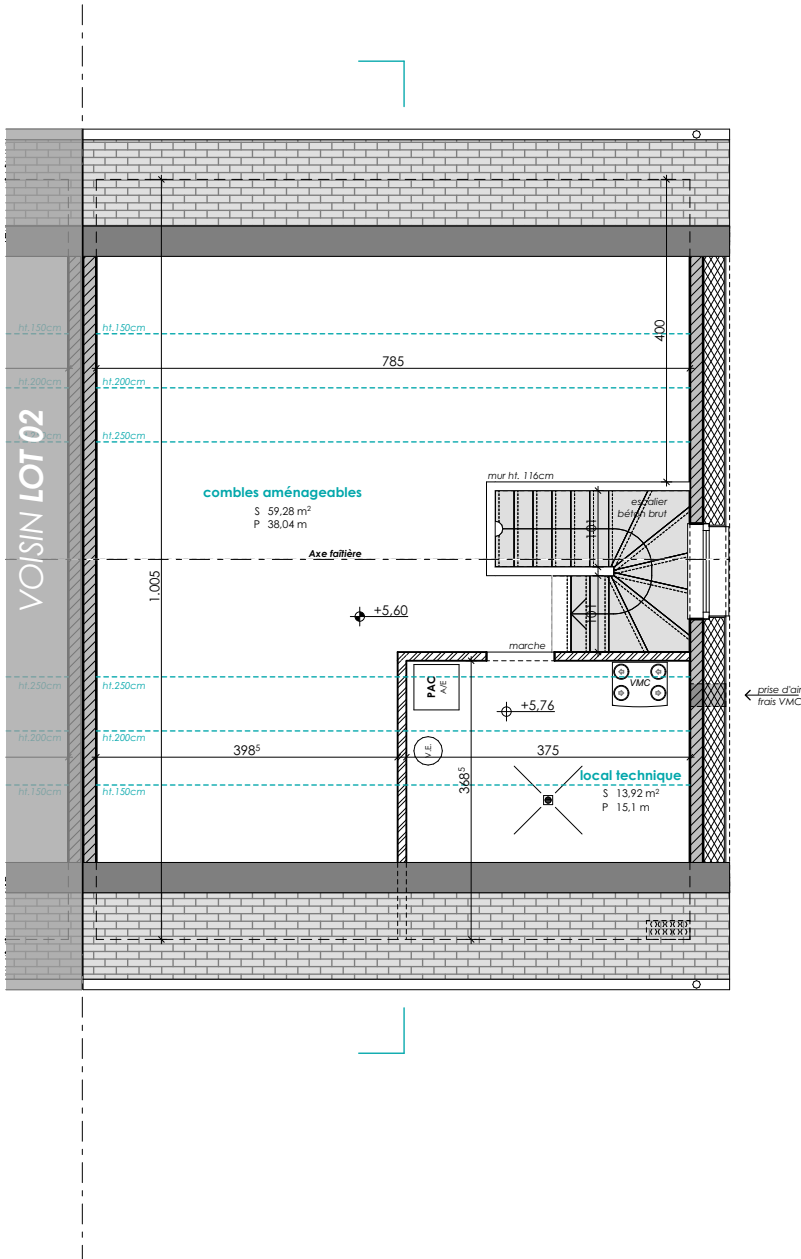 ht.150cm
ht.150cm
400
785
ht.200cm
ht.200cm
ht.250cm
VOISIN LOT 02
mur ht. 116cm
combles aménageables
S 59,28 m²
P 38,04 m
escalier
béton brut
101
Axe faîtière
1.005
+5,60
101
marche
ht.250cm
ht.250cm
PAC
A/E
VMC
prise d'air
frais VMC
+5,76
ht.200cm
ht.200cm
V.E.
398⁵
375
368⁵
local technique
S 13,92 m²
P 15,1 m
ht.150cm
ht.150cm